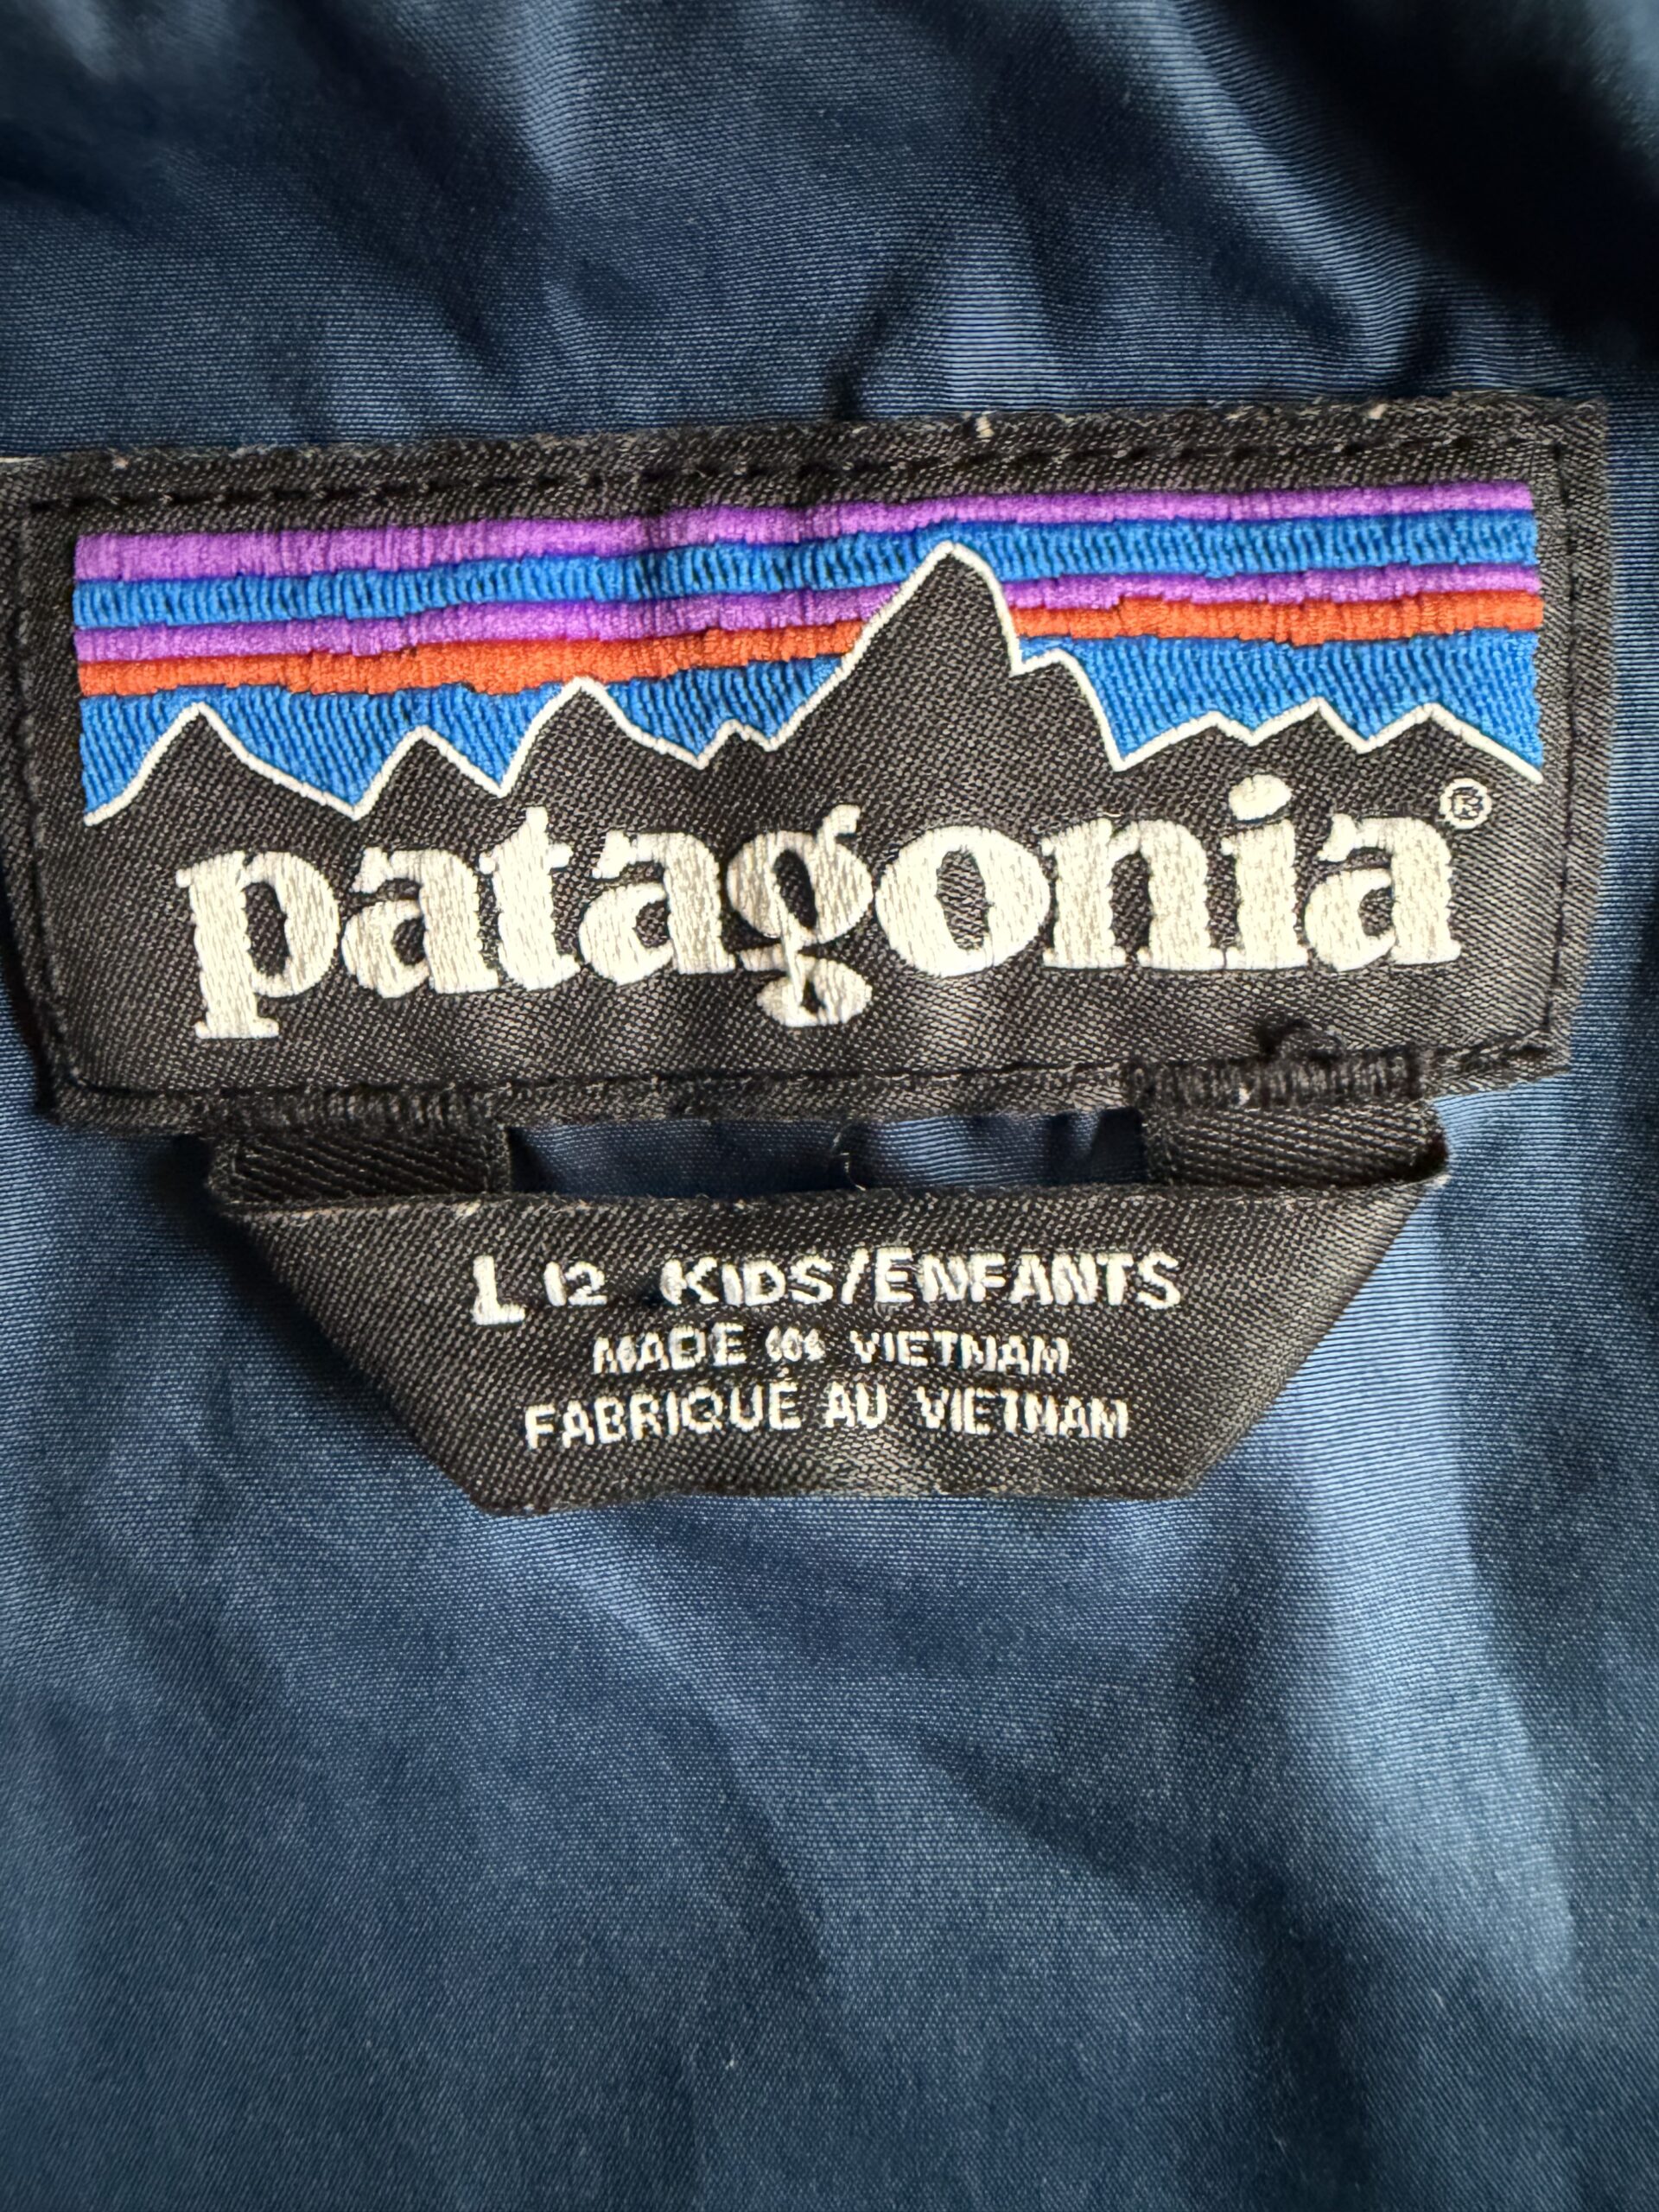 patagonia®
L 12 KIDS/ENFANTS
MADE IN VIETNAM
FABRIQUÉ AU VIETNAM